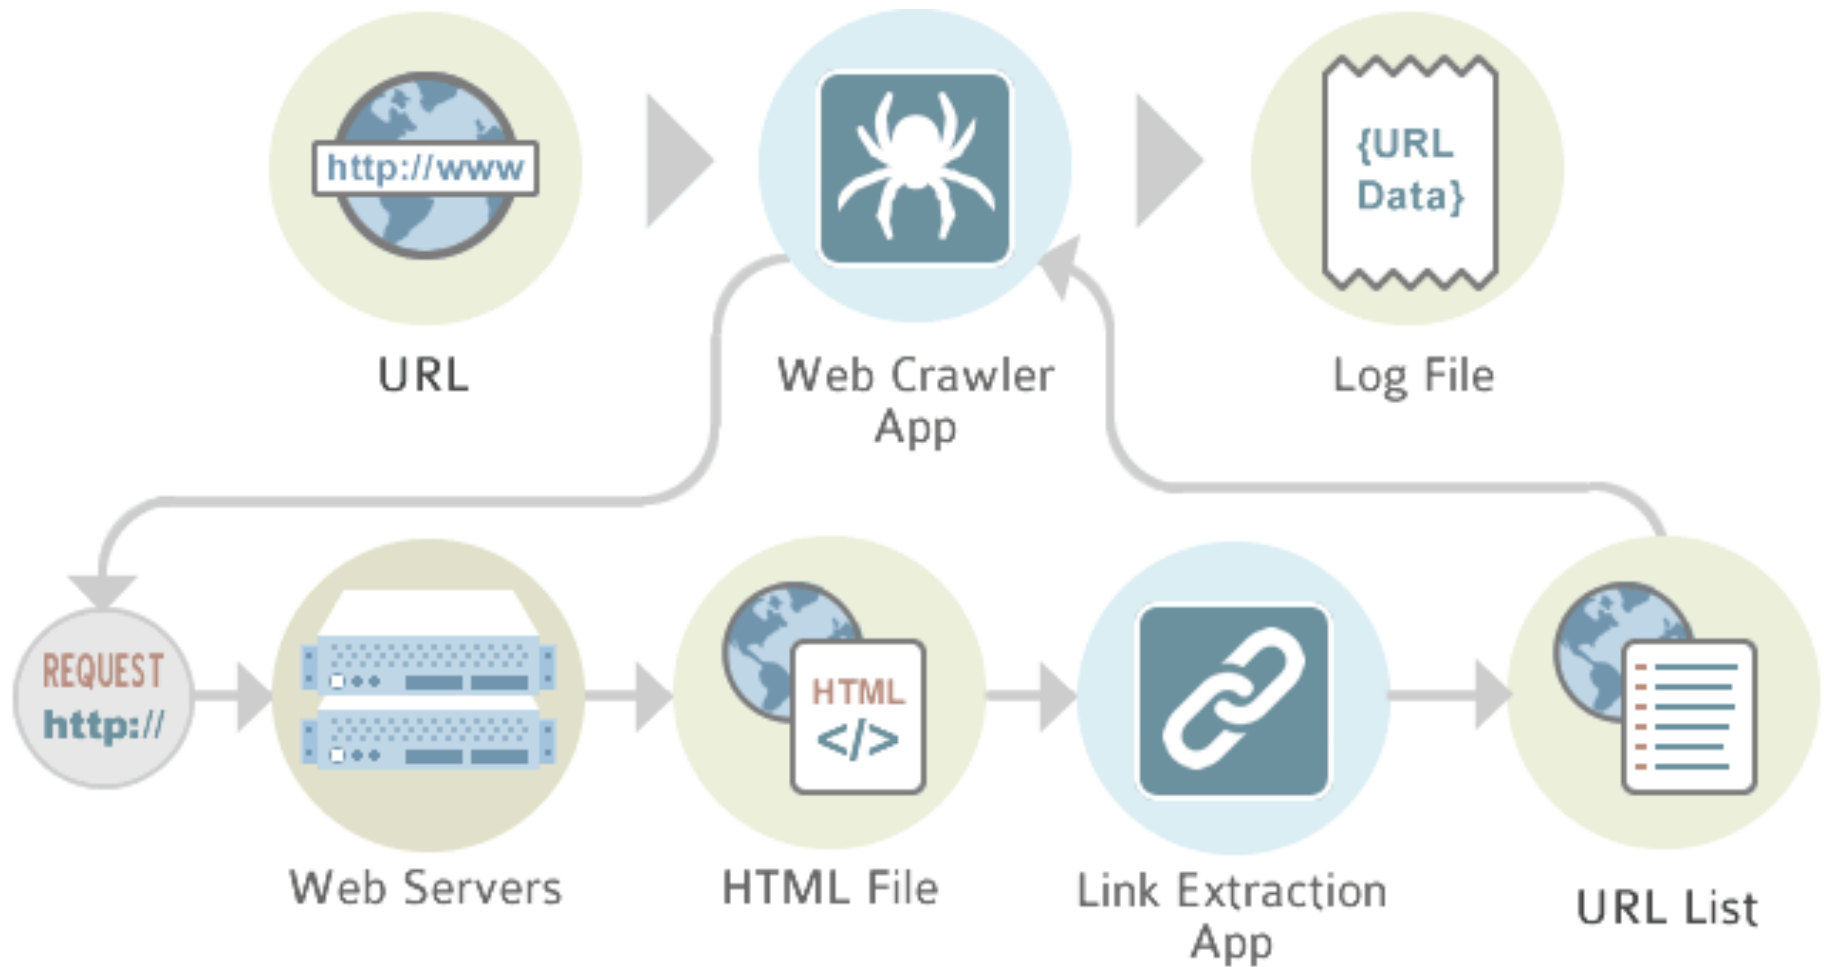 http://www
{URL
Data}
URL
Web Crawler
App
Log File
REQUEST
http://
HTML
</>
Web Servers
HTML File
Link Extraction
App
URL List